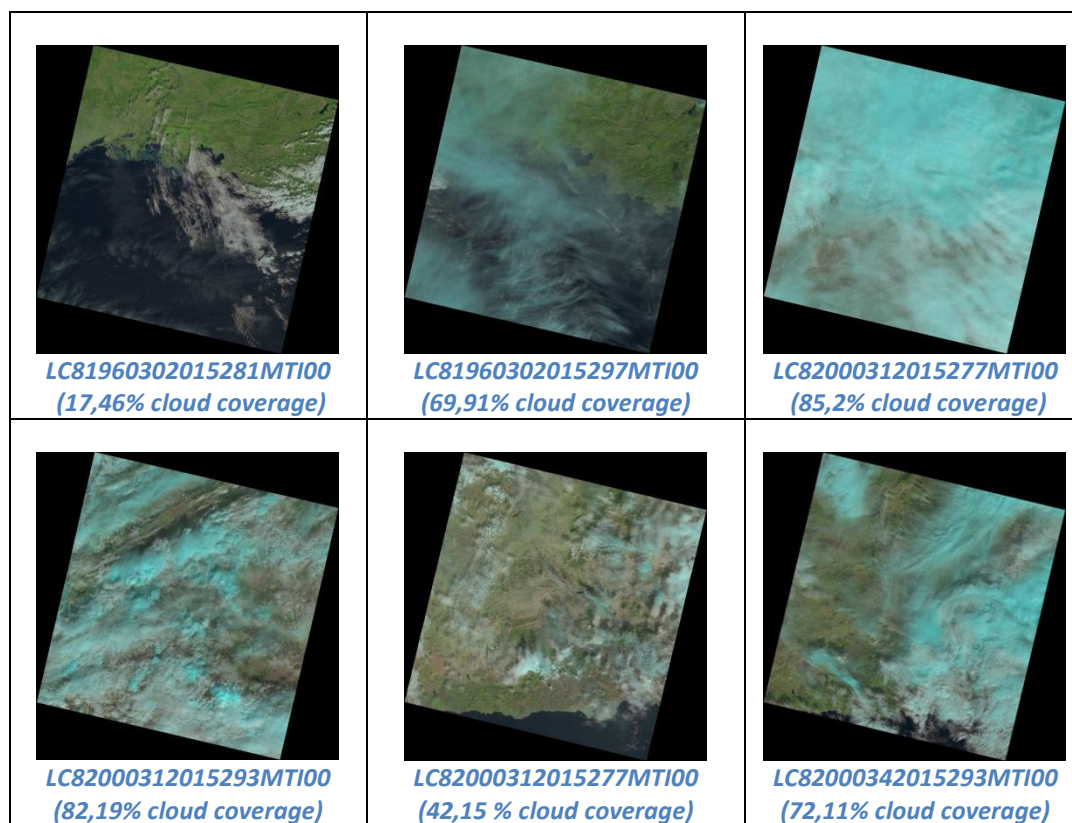 LC81960302015281MTI00
(17,46% cloud coverage)
LC81960302015297MTI00
(69,91% cloud coverage)
LC82000312015277MTI00
(85,2% cloud coverage)
LC82000312015293MTI00
(82,19% cloud coverage)
LC82000312015277MTI00
(42,15 % cloud coverage)
LC82000342015293MTI00
(72,11% cloud coverage)